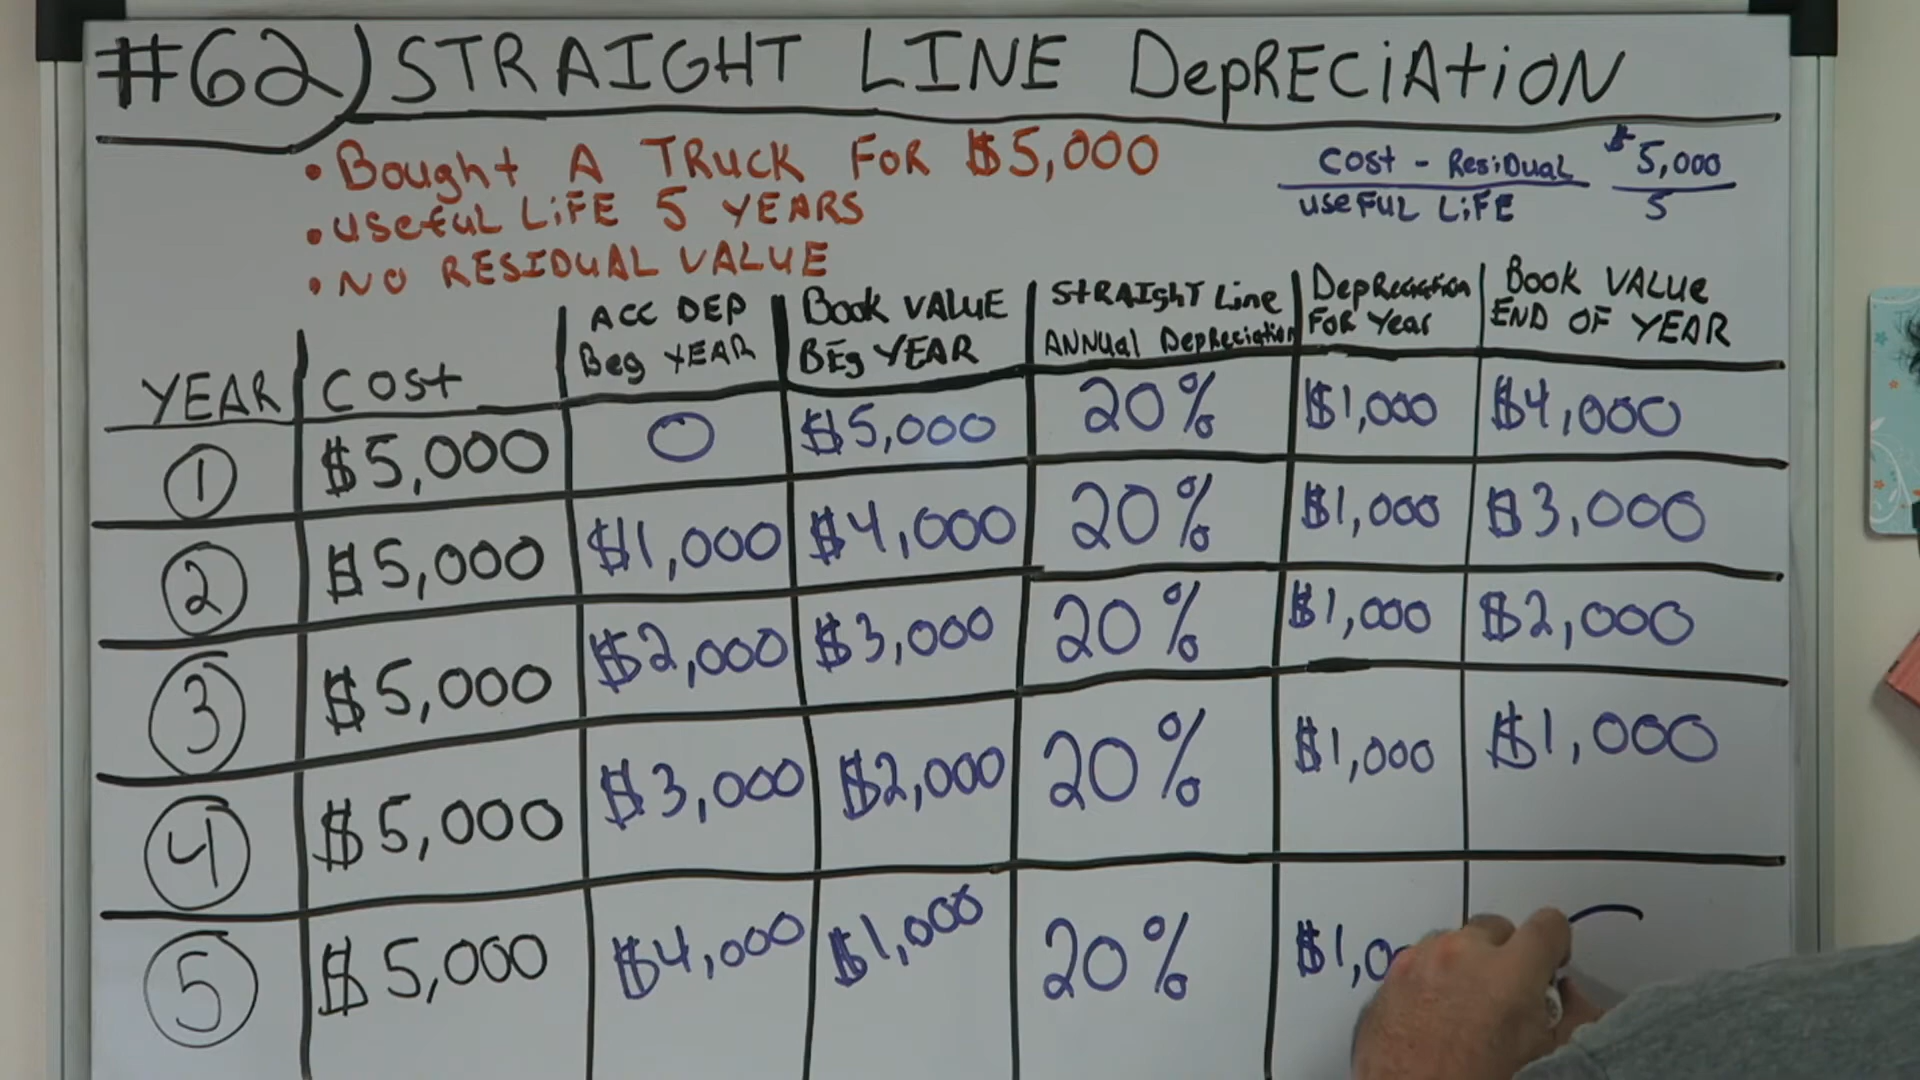 #62) STRAIGHT LINE DepRECiAtiON
• Bought A TRUCK FOR $5,000
• useful LiFE 5 YEARS
• NO RESIDUAL VALUE
Cost - ResiDual $5,000
useful LiFE 5
YEAR Cost ACC DEP Beg YEAR Book VALUE BEg YEAR StRAIghT Line ANNual Depreciation Depreciation FoR Year Book VALUE END OF YEAR
1 $5,000 0 $5,000 20% $1,000 $4,000
2 $5,000 $1,000 $4,000 20% $1,000 $3,000
3 $5,000 $2,000 $3,000 20% $1,000 $2,000
4 $5,000 $3,000 $2,000 20% $1,000 $1,000
5 $5,000 $4,000 $1,000 20% $1,0